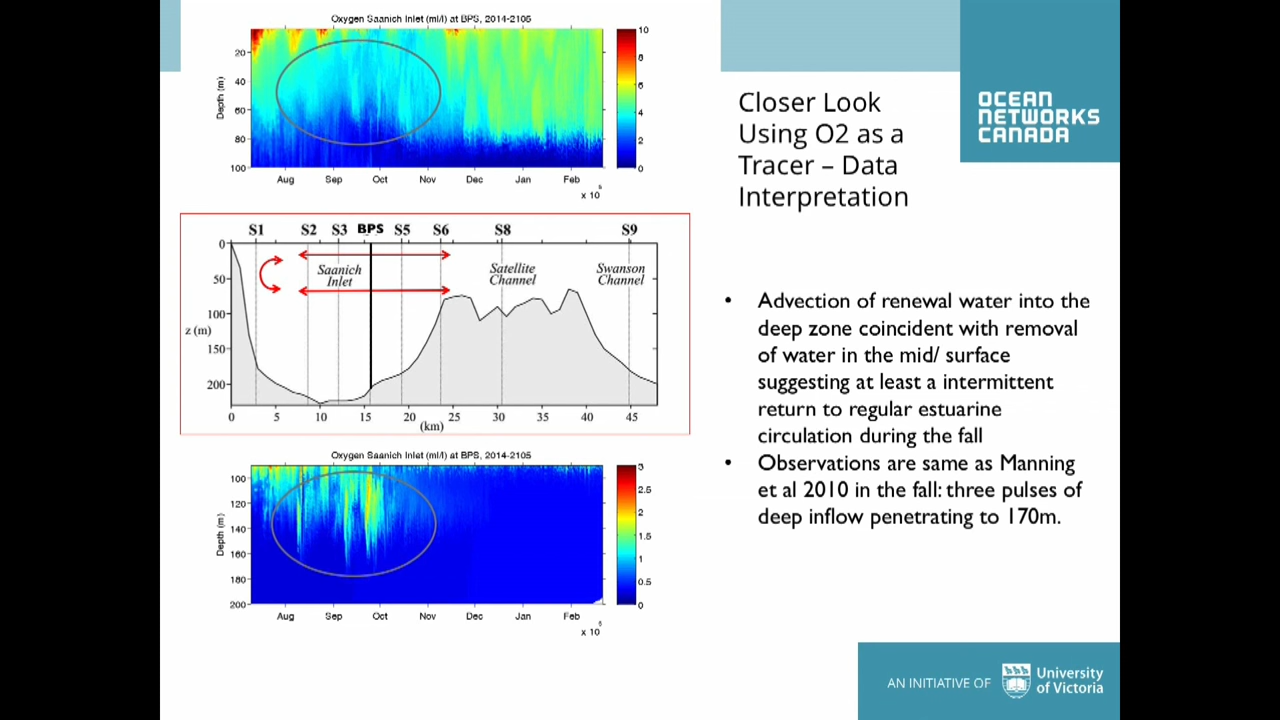 Oxygen Saanich Inlet (ml/l) at BPS, 2014-2105
Depth (m)
20
40
60
80
100
Aug Sep Oct Nov Dec Jan Feb
x 10
10
8
6
4
2
0
S1 S2 S3 BPS S5 S6 S8 S9
Saanich
Inlet
Satellite
Channel
Swanson
Channel
z (m)
0
50
100
150
200
0 5 10 15 20 25 30 35 40 45
(km)
Oxygen Saanich Inlet (ml/l) at BPS, 2014-2105
Depth (m)
100
120
140
160
180
200
Aug Sep Oct Nov Dec Jan Feb
x 10
3
2.5
2
1.5
1
0.5
0
Closer Look
Using O2 as a
Tracer – Data
Interpretation
OCEAN
NETWORKS
CANADA
• Advection of renewal water into the
deep zone coincident with removal
of water in the mid/ surface
suggesting at least a intermittent
return to regular estuarine
circulation during the fall
• Observations are same as Manning
et al 2010 in the fall: three pulses of
deep inflow penetrating to 170m.
AN INITIATIVE OF
University
of Victoria